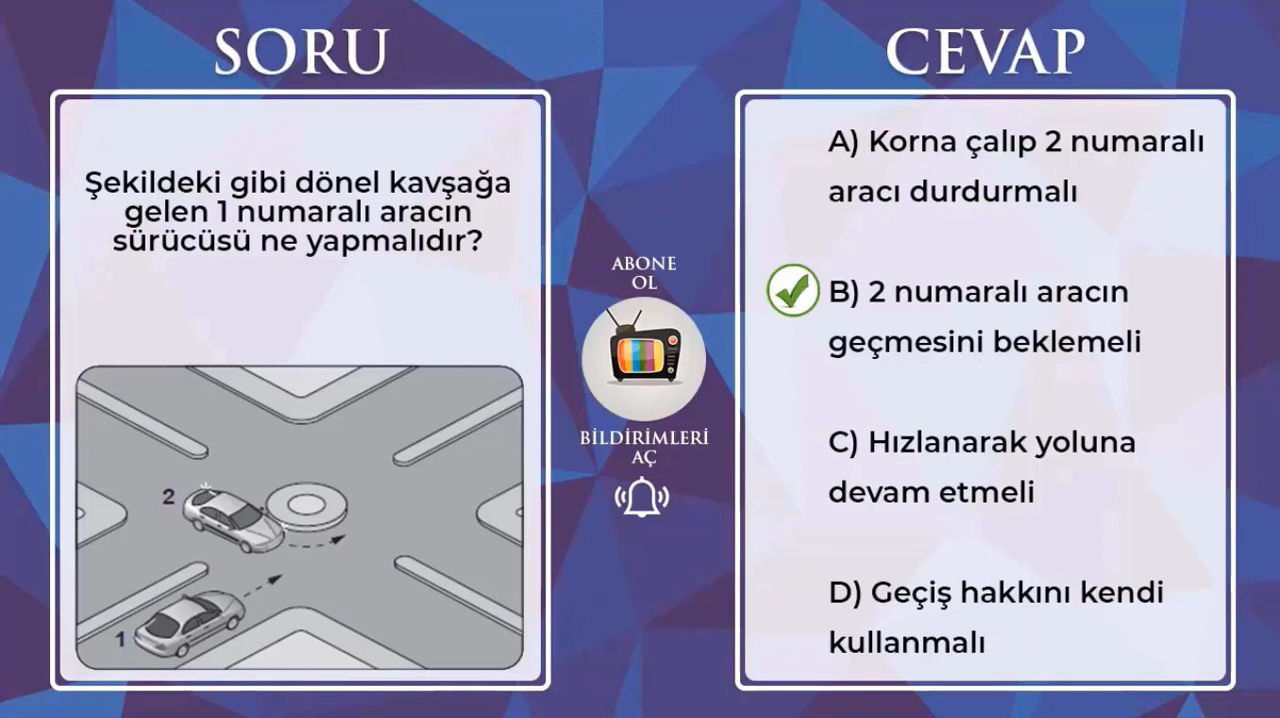 SORU
Şekildeki gibi dönel kavşağa
gelen 1 numaralı aracın
sürücüsü ne yapmalıdır?
2
1
ABONE
OL
BİLDİRİMLERİ
AÇ
CEVAP
A) Korna çalıp 2 numaralı
aracı durdurmalı
B) 2 numaralı aracın
geçmesini beklemeli
C) Hızlanarak yoluna
devam etmeli
D) Geçiş hakkını kendi
kullanmalı